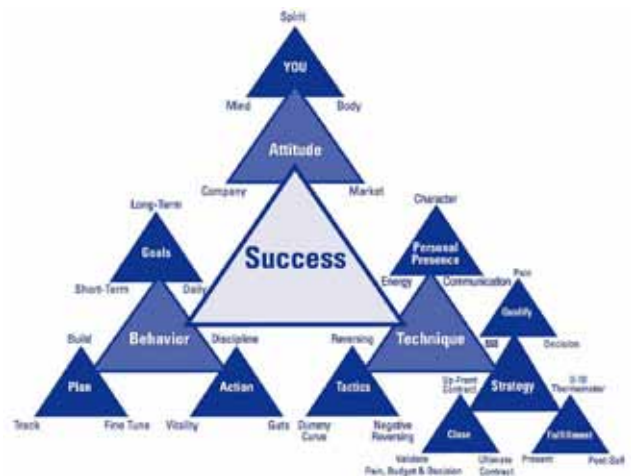 Spirit
YOU
Mind Body
Attitude
Company Market
Long-Term
Character
Goals
Personal
Presence
Success
Short-Term Daily
Energy Communication
Pain
Qualify
Build
Behavior
Discipline
Reversing
Technique
Decision
Plan
Action
Tactics
Up-Front
Contract
Strategy
Thermometer
Track Fine Tune
Vitality Guts
Dummy
Curve
Negative
Reversing
Close
Fulfillment
Validate
Pain, Budget & Decision
Ultimate
Contract
Present Post-Sell